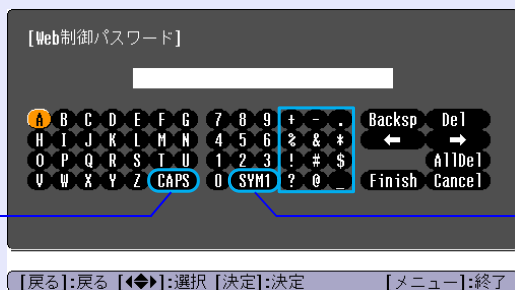 [Web制御パスワード]
A B C D E F G 7 8 9 + - . Backsp Del
H I J K L M N 4 5 6 % & * ← →
O P Q R S T U 1 2 3 ! # $ AllDel
V W X Y Z CAPS 0 SYM1 ? @ _ Finish Cancel
[戻る]:戻る [◀◆▶]:選択 [決定]:決定 [メニュー]:終了